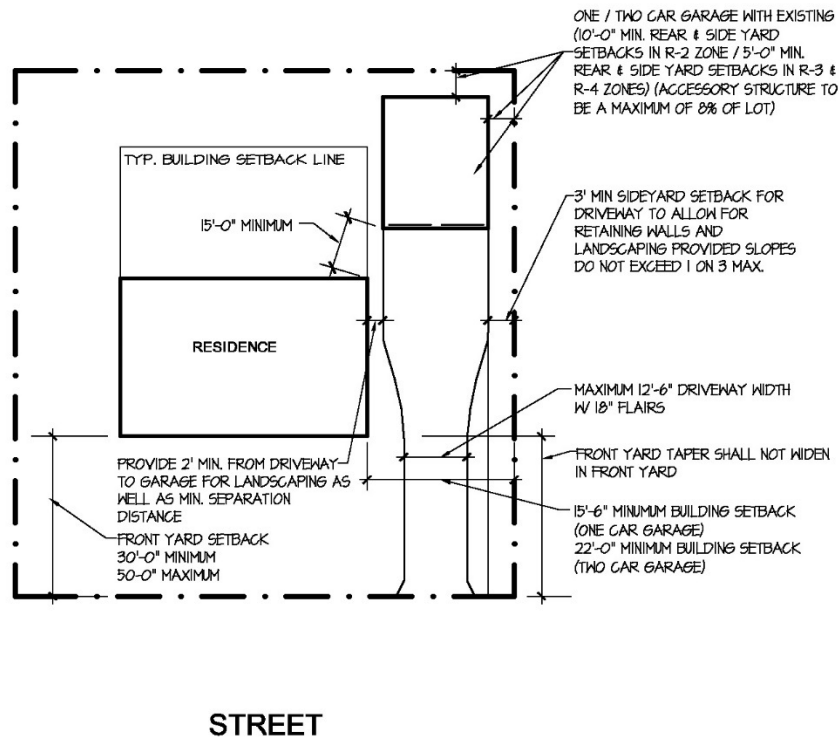 ONE / TWO CAR GARAGE WITH EXISTING
(10'-0" MIN. REAR & SIDE YARD
SETBACKS IN R-2 ZONE / 5'-0" MIN.
REAR & SIDE YARD SETBACKS IN R-3 &
R-4 ZONES) (ACCESSORY STRUCTURE TO
BE A MAXIMUM OF 8% OF LOT)
TYP. BUILDING SETBACK LINE
15'-0" MINIMUM
3' MIN SIDEYARD SETBACK FOR
DRIVEWAY TO ALLOW FOR
RETAINING WALLS AND
LANDSCAPING PROVIDED SLOPES
DO NOT EXCEED 1 ON 3 MAX.
RESIDENCE
MAXIMUM 12'-6" DRIVEWAY WIDTH
W/ 18" FLAIRS
PROVIDE 2' MIN. FROM DRIVEWAY
TO GARAGE FOR LANDSCAPING AS
WELL AS MIN. SEPARATION
DISTANCE
FRONT YARD TAPER SHALL NOT WIDEN
IN FRONT YARD
FRONT YARD SETBACK
30'-0" MINIMUM
50-0" MAXIMUM
15'-6" MINUMUM BUILDING SETBACK
(ONE CAR GARAGE)
22'-0" MINIMUM BUILDING SETBACK
(TWO CAR GARAGE)
STREET